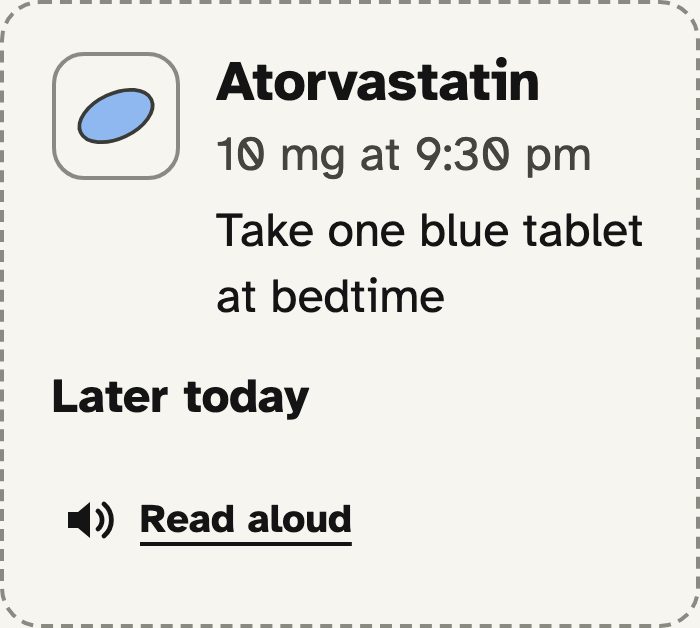 Atorvastatin
10 mg at 9:30 pm
Take one blue tablet
at bedtime
Later today
Read aloud